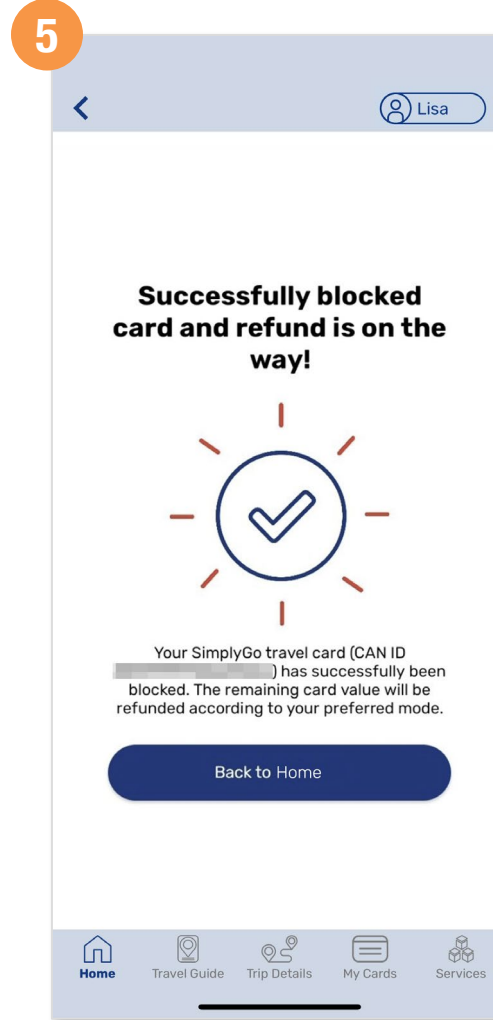 5
Lisa
Successfully blocked
card and refund is on the
way!
Your SimplyGo travel card (CAN ID
) has successfully been
blocked. The remaining card value will be
refunded according to your preferred mode.
Back to Home
Home
Travel Guide
Trip Details
My Cards
Services